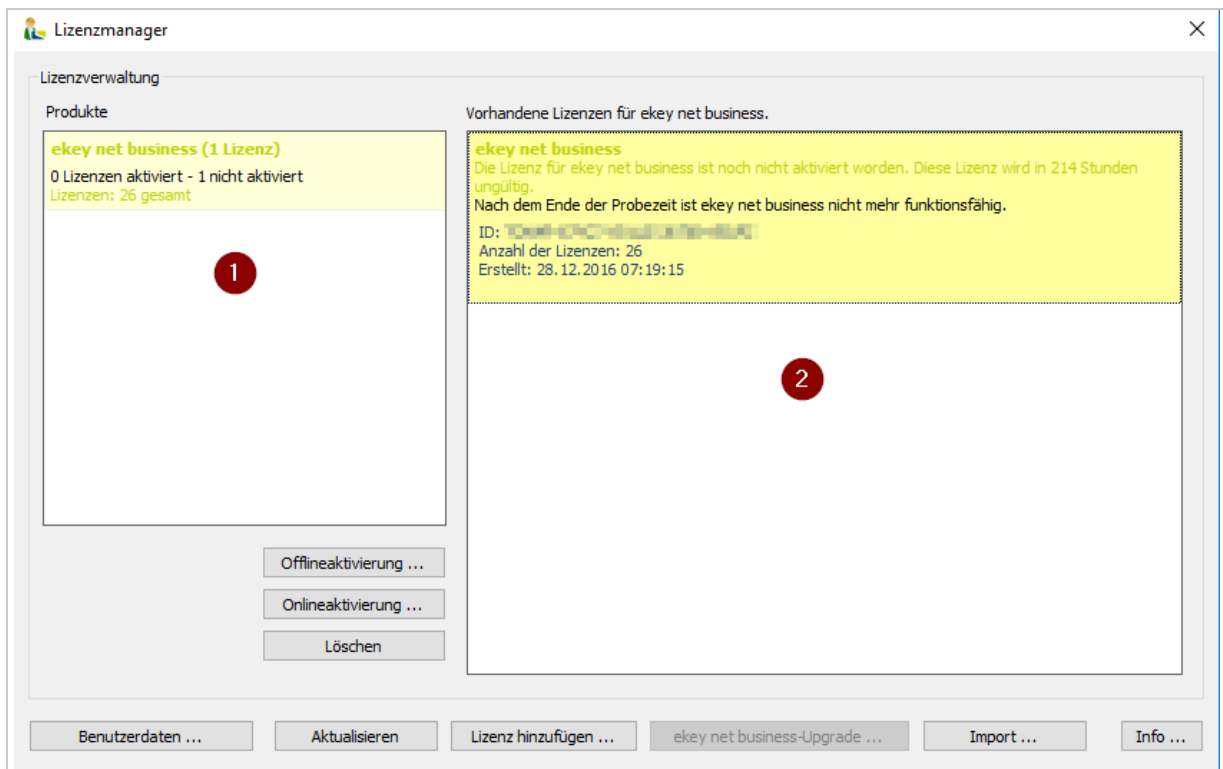 Lizenzmanager
Lizenzverwaltung
Produkte
ekey net business (1 Lizenz)
0 Lizenzen aktiviert - 1 nicht aktiviert
Lizenzen: 26 gesamt
1
Offlineaktivierung ...
Onlineaktivierung ...
Löschen
Vorhandene Lizenzen für ekey net business.
ekey net business
Die Lizenz für ekey net business ist noch nicht aktiviert worden. Diese Lizenz wird in 214 Stunden
ungültig.
Nach dem Ende der Probezeit ist ekey net business nicht mehr funktionsfähig.
ID:
Anzahl der Lizenzen: 26
Erstellt: 28.12.2016 07:19:15
2
Benutzerdaten ...
Aktualisieren
Lizenz hinzufügen ...
ekey net business-Upgrade ...
Import ...
Info ...